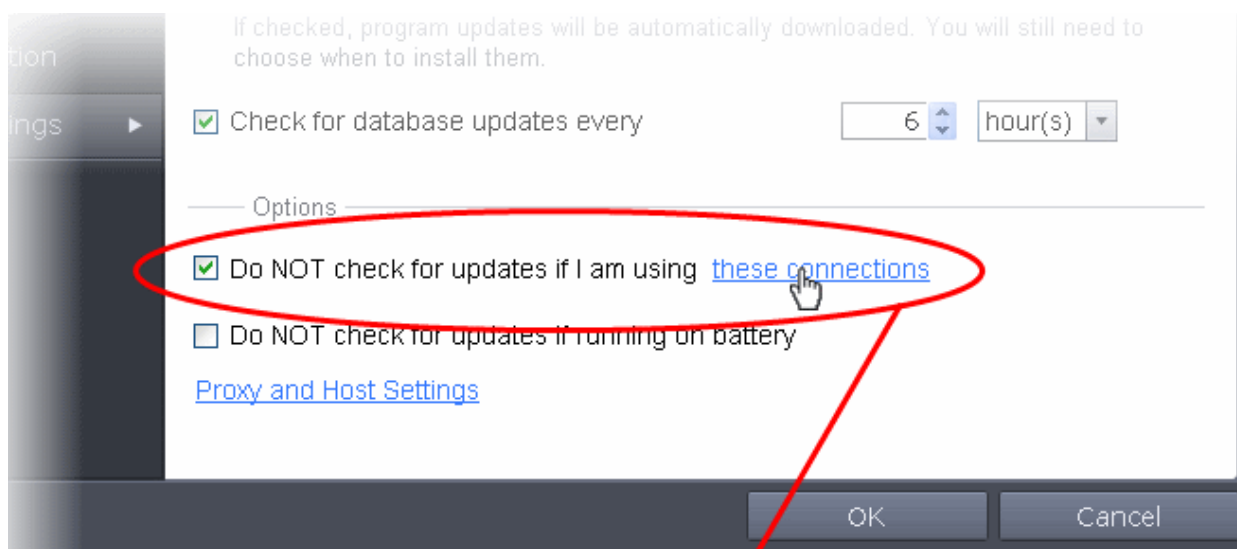 If checked, program updates will be automatically downloaded. You will still need to
tion
choose when to install them.
ings
Check for database updates every 6 hour(s)
Options
Do NOT check for updates if I am using these connections
Do NOT check for updates if running on battery
Proxy and Host Settings
OK Cancel